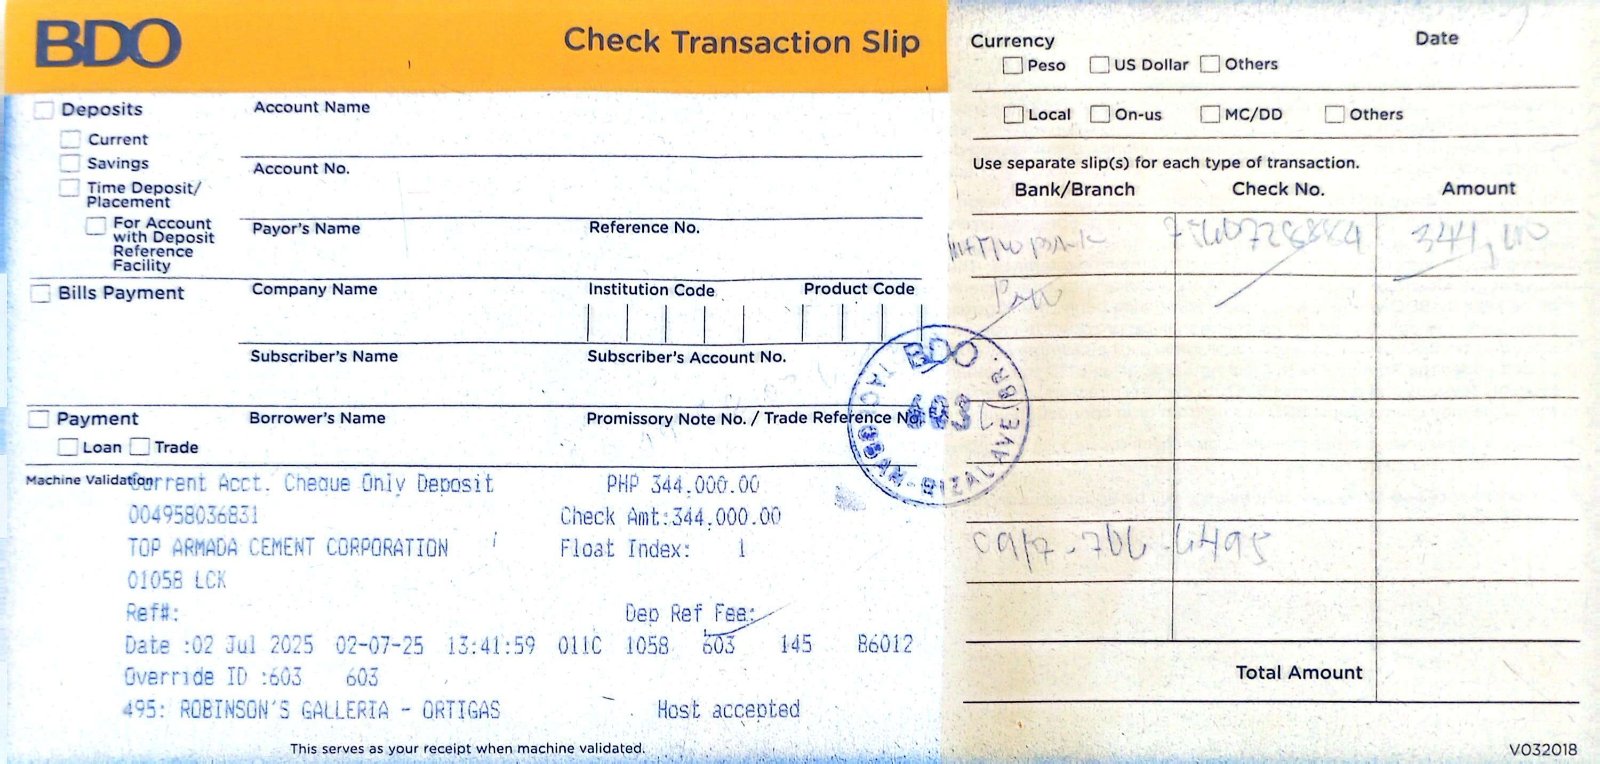 BDO
Check Transaction Slip
Deposits
Current
Savings
Time Deposit/
Placement
For Account
with Deposit
Reference
Facility
Account Name
Account No.
Payor's Name Reference No.
Bills Payment
Company Name Institution Code Product Code
Subscriber's Name Subscriber's Account No.
Payment
Loan Trade
Borrower's Name Promissory Note No. / Trade Reference No.
Machine Validation
Current Acct. Cheque Only Deposit PHP 344,000.00
004958036831 Check Amt:344,000.00
TOP ARMADA CEMENT CORPORATION Float Index: 1
01058 LCK
Ref#: Dep Ref Fee:
Date :02 Jul 2025 02-07-25 13:41:59 011C 1058 603 145 86012
Override ID :603 603
495: ROBINSON'S GALLERIA - ORTIGAS Host accepted
This serves as your receipt when machine validated.
BDO
603
RIZAL AVE. BR.
Currency Date
Peso US Dollar Others
Local On-us MC/DD Others
Use separate slip(s) for each type of transaction.
Bank/Branch Check No. Amount
Total Amount
V032018